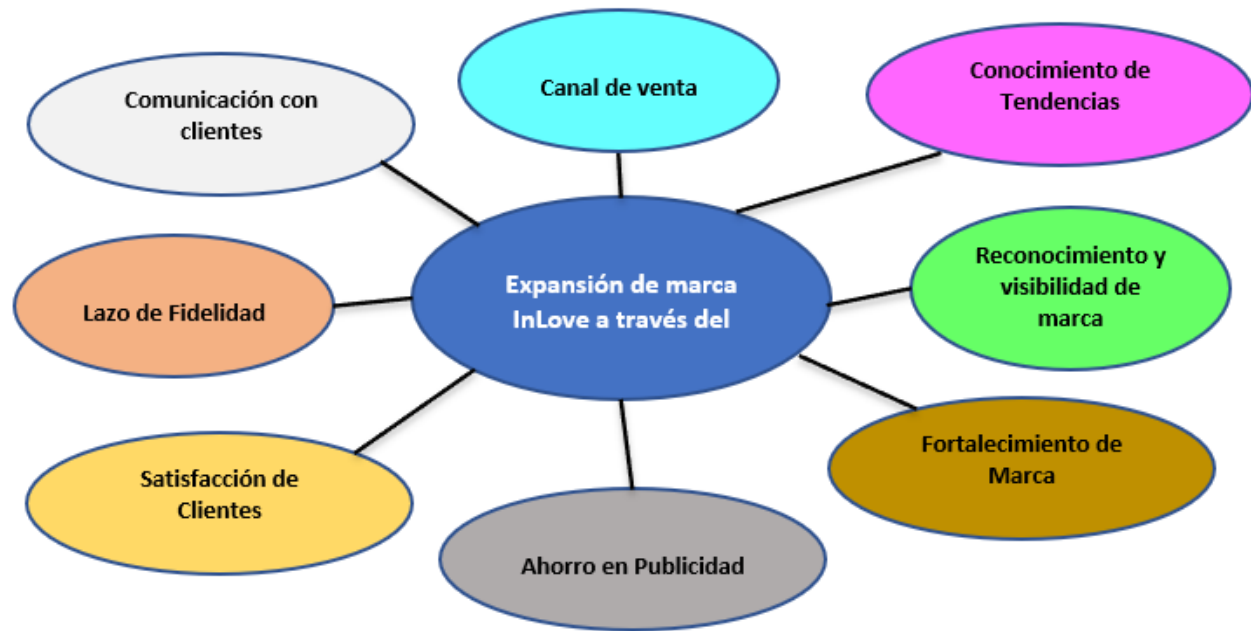 Comunicación con
clientes
Canal de venta
Conocimiento de
Tendencias
Lazo de Fidelidad
Expansión de marca
InLove a través del
Reconocimiento y
visibilidad de
marca
Satisfacción de
Clientes
Ahorro en Publicidad
Fortalecimiento de
Marca